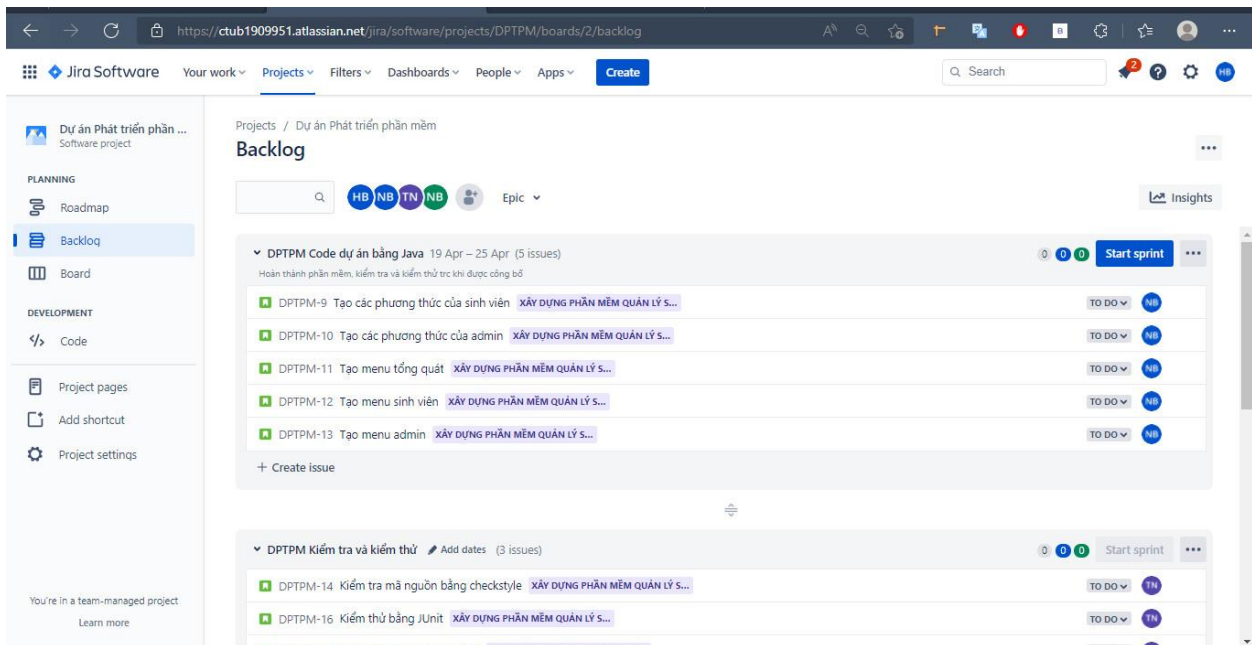 https://ctub1909951.atlassian.net/jira/software/projects/DPTPM/boards/2/backlog
Jira Software Your work Projects Filters Dashboards People Apps Create Search 2 HB
Dự án Phát triển phần ...
Software project
PLANNING
Roadmap
Backlog
Board
DEVELOPMENT
Code
Project pages
Add shortcut
Project settings
You're in a team-managed project
Learn more
Projects / Dự án Phát triển phần mềm
Backlog
HB NB TN NB Epic Insights
DPTPM Code dự án bằng Java 19 Apr – 25 Apr (5 issues) 0 0 0 Start sprint
Hoàn thành phần mềm, kiểm tra và kiểm thử trc khi được công bố
DPTPM-9 Tạo các phương thức của sinh viên XÂY DỰNG PHẦN MỀM QUẢN LÝ S... TO DO NB
DPTPM-10 Tạo các phương thức của admin XÂY DỰNG PHẦN MỀM QUẢN LÝ S... TO DO NB
DPTPM-11 Tạo menu tổng quát XÂY DỰNG PHẦN MỀM QUẢN LÝ S... TO DO NB
DPTPM-12 Tạo menu sinh viên XÂY DỰNG PHẦN MỀM QUẢN LÝ S... TO DO NB
DPTPM-13 Tạo menu admin XÂY DỰNG PHẦN MỀM QUẢN LÝ S... TO DO NB
+ Create issue
DPTPM Kiểm tra và kiểm thử Add dates (3 issues) 0 0 0 Start sprint
DPTPM-14 Kiểm tra mã nguồn bằng checkstyle XÂY DỰNG PHẦN MỀM QUẢN LÝ S... TO DO TN
DPTPM-16 Kiểm thử bằng JUnit XÂY DỰNG PHẦN MỀM QUẢN LÝ S... TO DO TN